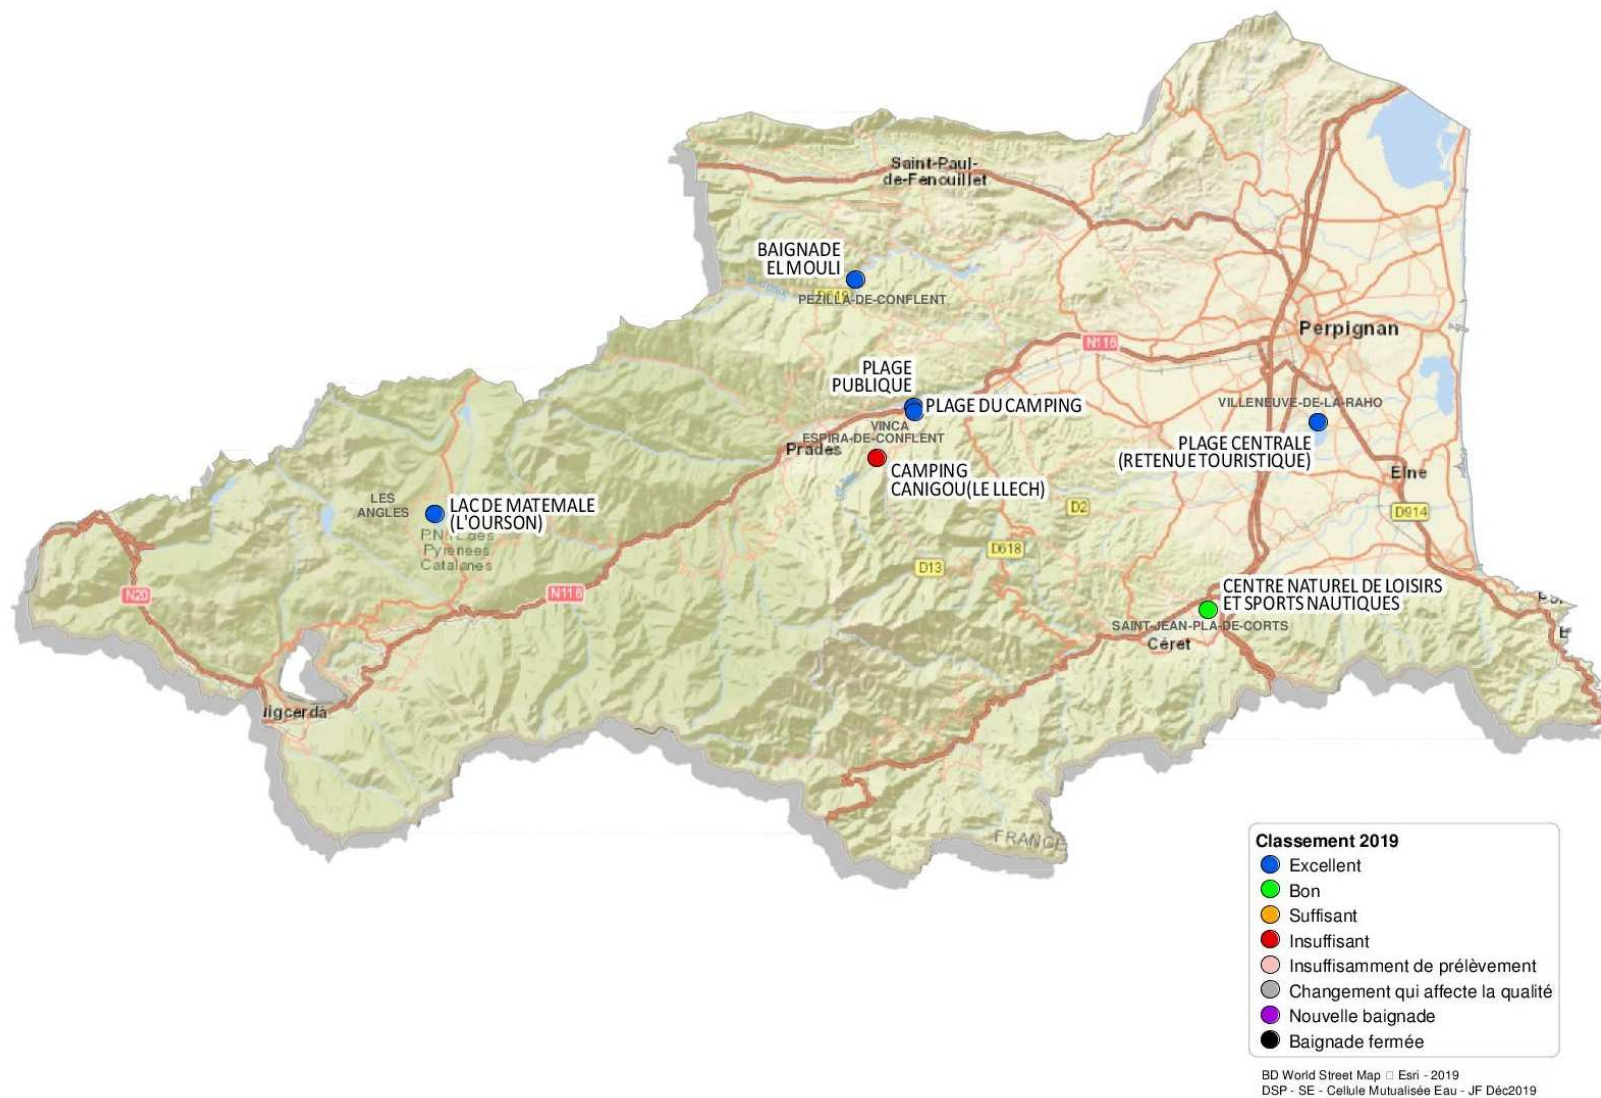 Saint-Paul-
de-Fenouillet
BAIGNADE
EL MOULI
PEZILLA-DE-CONFLENT
Perpignan
N116
PLAGE
PUBLIQUE
PLAGE DU CAMPING
VINCA
ESPIRA-DE-CONFLENT
Prades
VILLENEUVE-DE-LA-RAHO
PLAGE CENTRALE
(RETENUE TOURISTIQUE)
Elne
CAMPING
CANIGOU(LE LLECH)
LES
ANGLES
LAC DE MATEMALE
(L'OURSON)
Pyrenees
Catalanes
D2
D914
D618
D13
N20
N116
CENTRE NATUREL DE LOISIRS
ET SPORTS NAUTIQUES
SAINT-JEAN-PLA-DE-CORTS
Céret
igcerdà
FRANCE
Classement 2019
Excellent
Bon
Suffisant
Insuffisant
Insuffisamment de prélèvement
Changement qui affecte la qualité
Nouvelle baignade
Baignade fermée
BD World Street Map □ Esri - 2019
DSP - SE - Cellule Mutualisée Eau - JF Déc2019